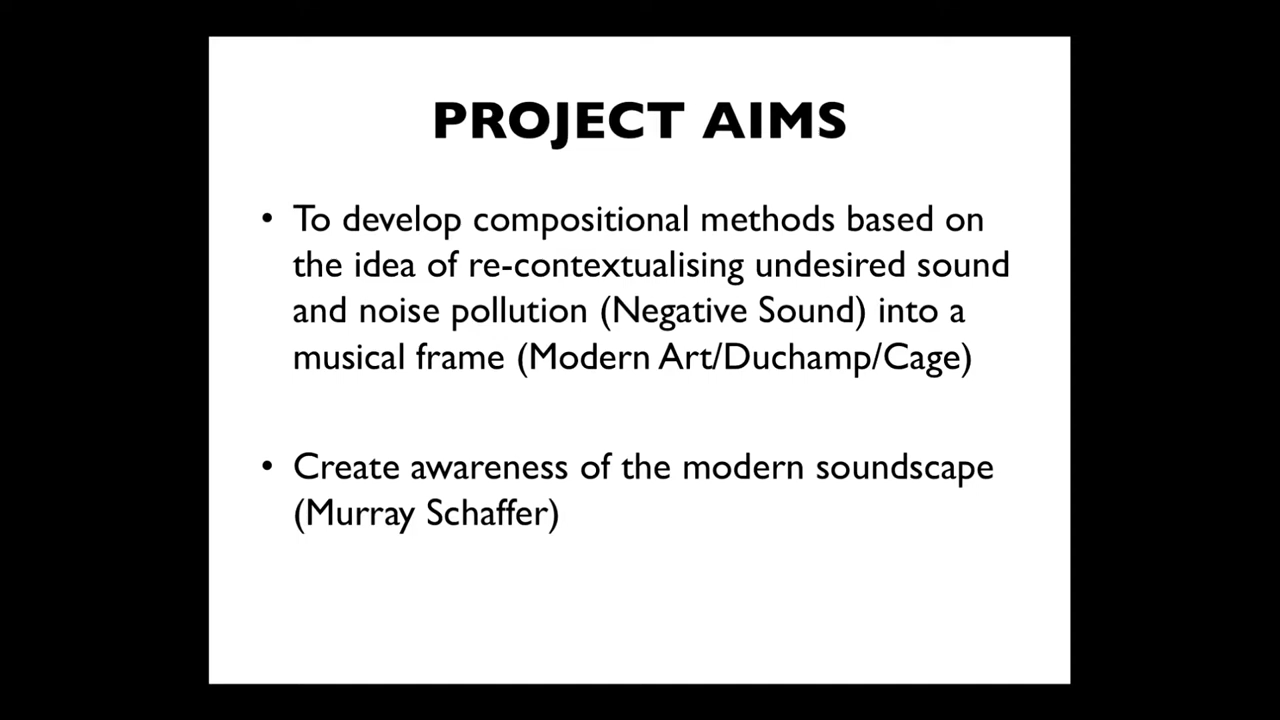 PROJECT AIMS
• To develop compositional methods based on
the idea of re-contextualising undesired sound
and noise pollution (Negative Sound) into a
musical frame (Modern Art/Duchamp/Cage)
• Create awareness of the modern soundscape
(Murray Schaffer)